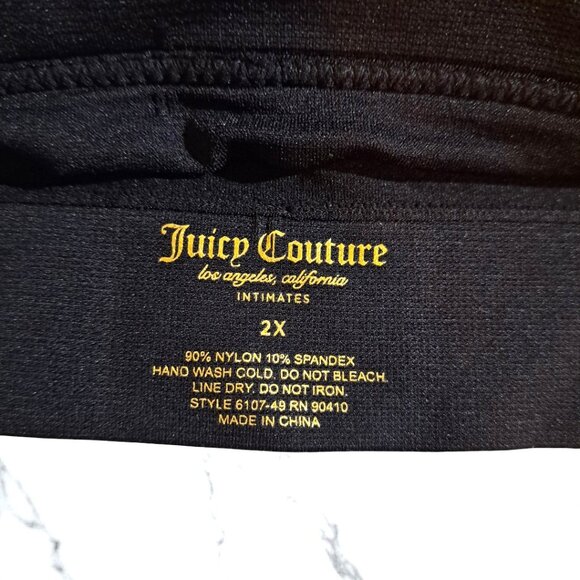 Juicy Couture
los angeles, california
INTIMATES
2X
90% NYLON 10% SPANDEX
HAND WASH COLD. DO NOT BLEACH.
LINE DRY. DO NOT IRON.
STYLE 6107-49 RN 90410
MADE IN CHINA